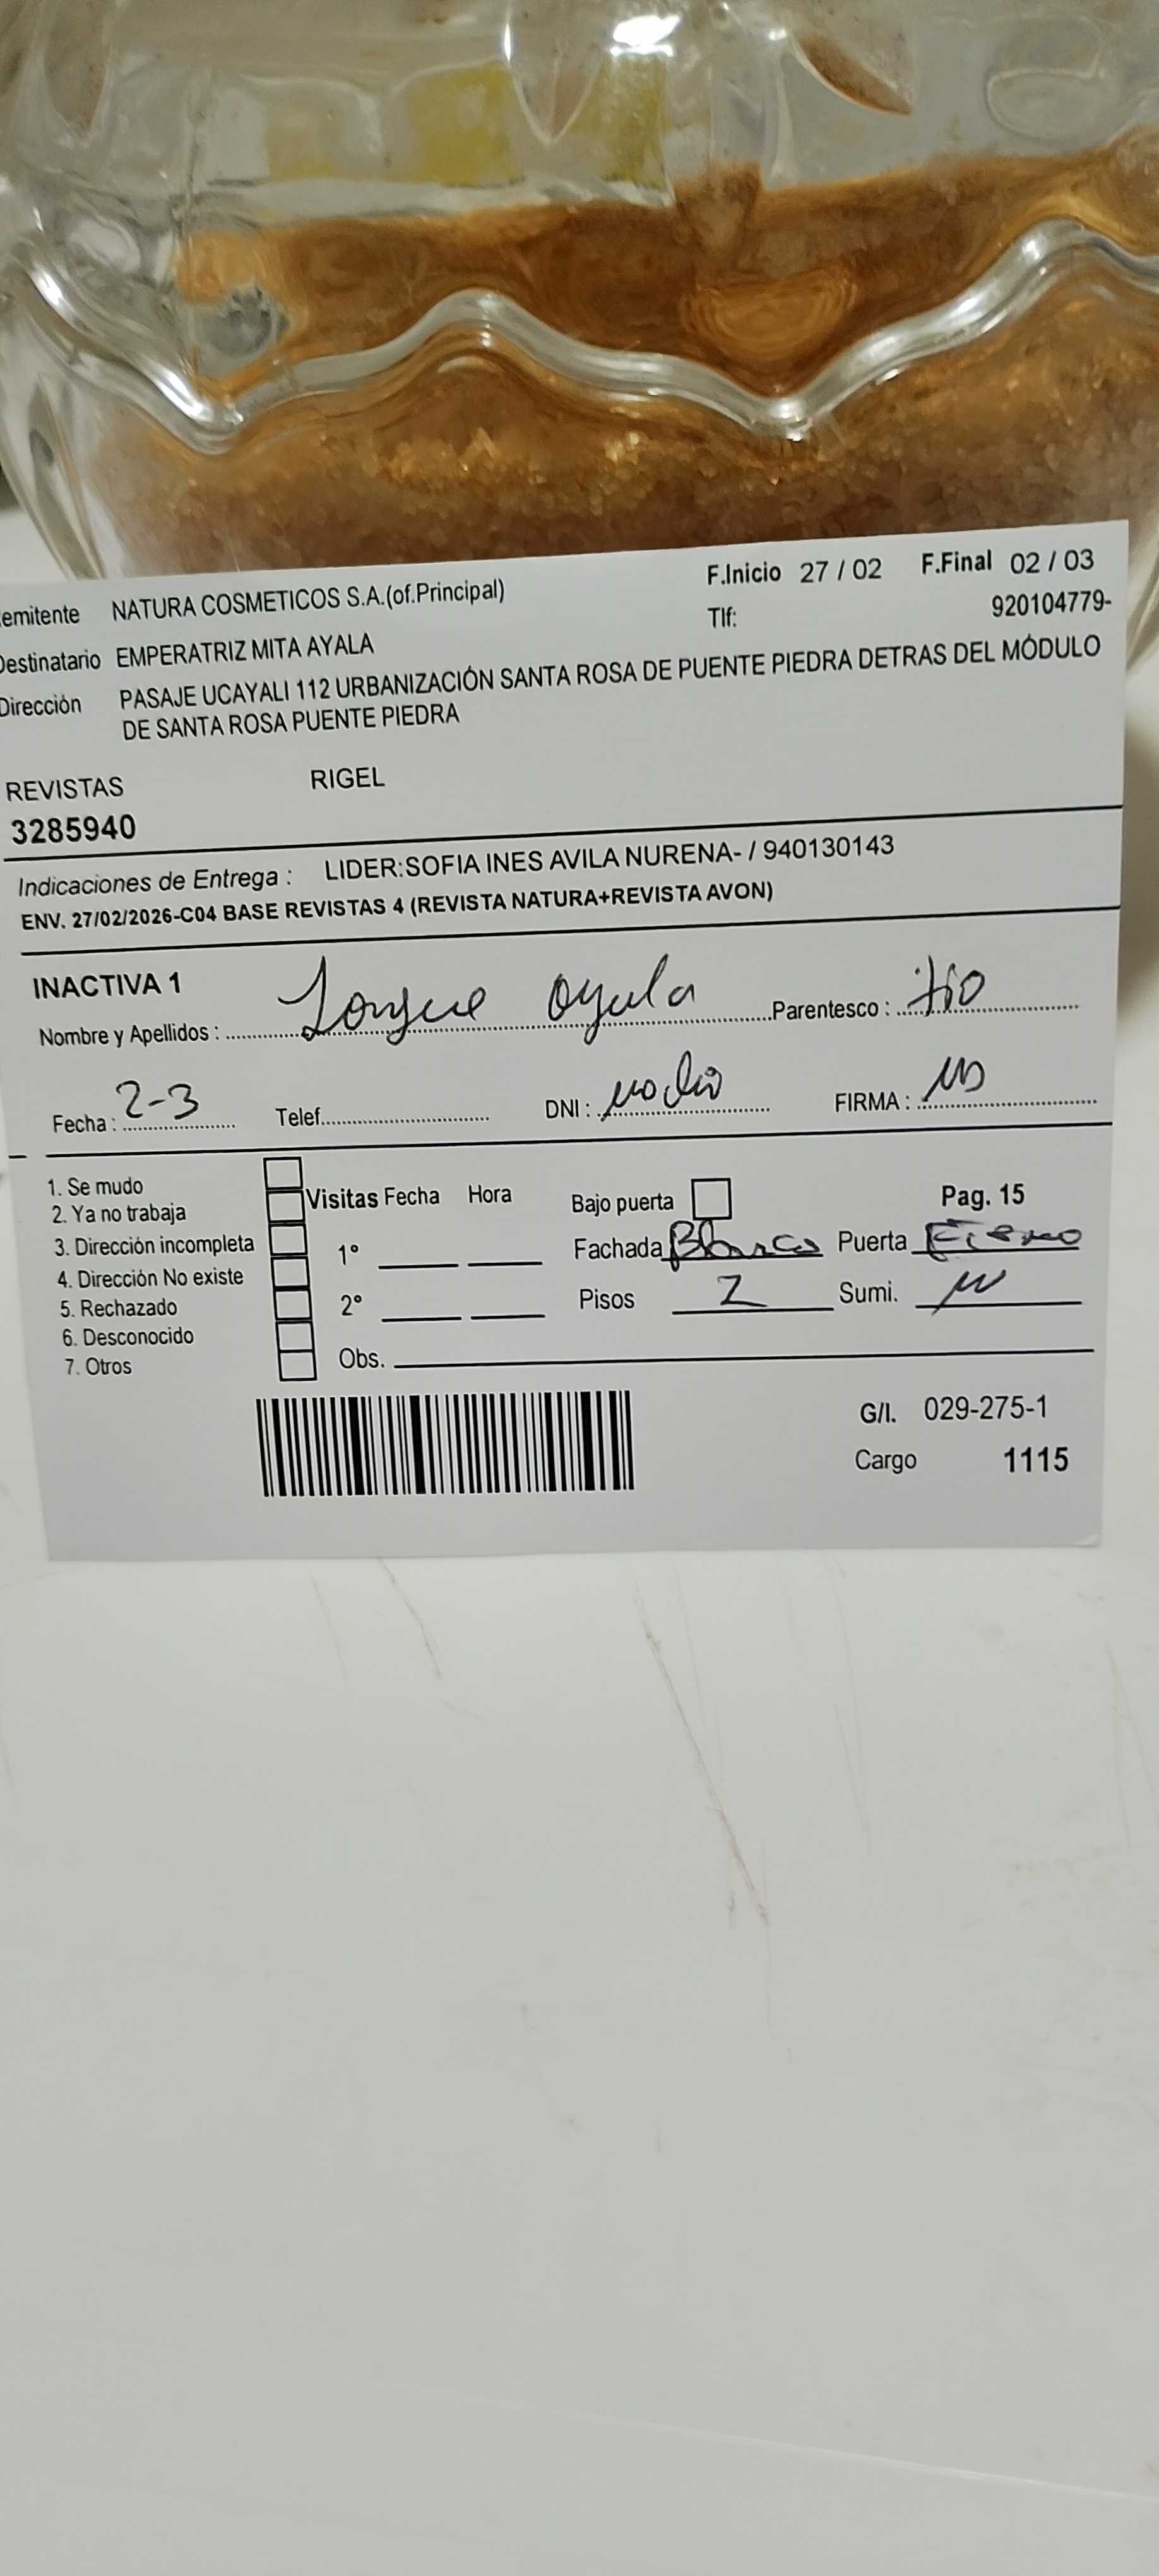 emitente NATURA COSMETICOS S.A.(of.Principal) F.Inicio 27 / 02 F.Final 02 / 03
Tlf: 920104779-
Destinatario EMPERATRIZ MITA AYALA
Dirección PASAJE UCAYALI 112 URBANIZACIÓN SANTA ROSA DE PUENTE PIEDRA DETRAS DEL MÓDULO
DE SANTA ROSA PUENTE PIEDRA
REVISTAS RIGEL
3285940
Indicaciones de Entrega : LIDER:SOFIA INES AVILA NURENA- / 940130143
ENV. 27/02/2026-C04 BASE REVISTAS 4 (REVISTA NATURA+REVISTA AVON)
INACTIVA 1
Nombre y Apellidos : Parentesco : tio
Fecha : 2-3 Telef. DNI : no dio FIRMA :
1. Se mudo
2. Ya no trabaja
3. Dirección incompleta
4. Dirección No existe
5. Rechazado
6. Desconocido
7. Otros
Visitas Fecha Hora
1°
2°
Obs.
Bajo puerta Pag. 15
Fachada Blanco Puerta Fierro
Pisos 2 Sumi.
G/l. 029-275-1
Cargo 1115